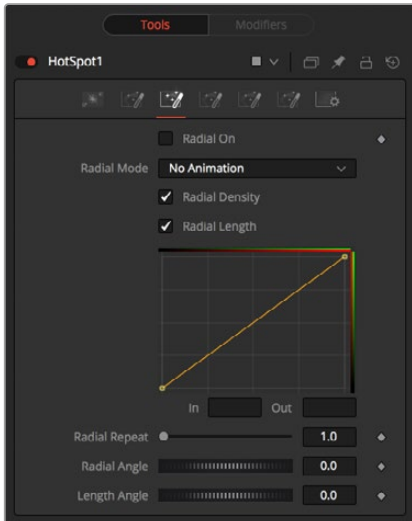 Tools Modifiers
HotSpot1
Radial On
Radial Mode No Animation
Radial Density
Radial Length
In Out
Radial Repeat 1.0
Radial Angle 0.0
Length Angle 0.0